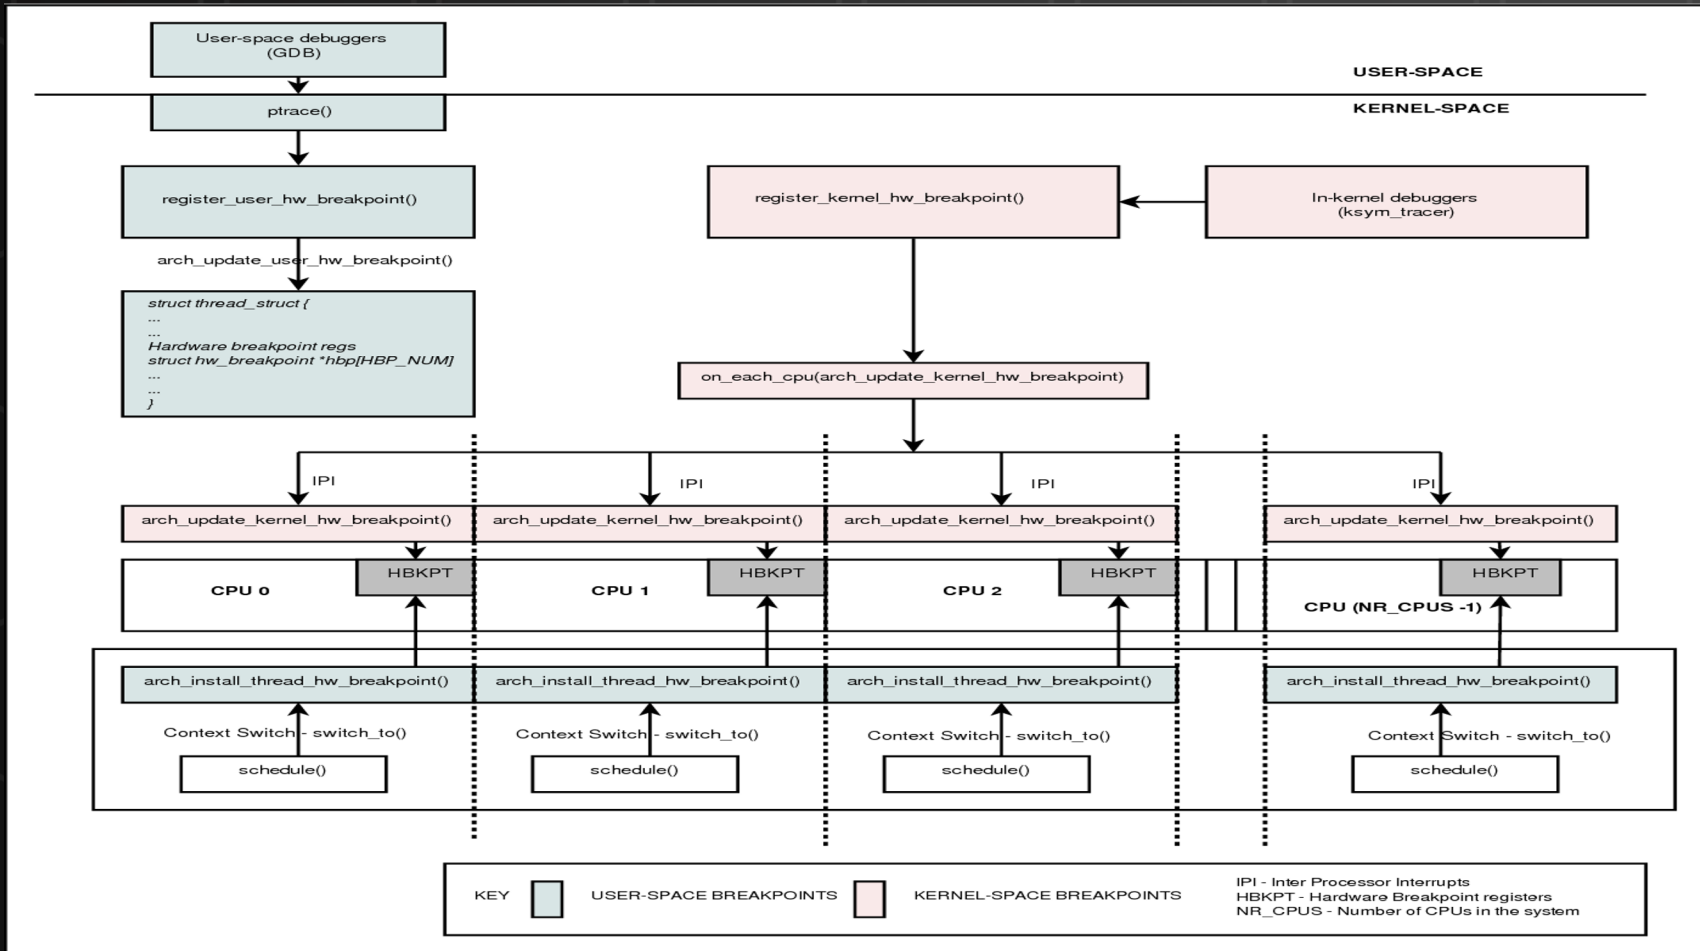 User-space debuggers
(GDB)
USER-SPACE
KERNEL-SPACE
ptrace()
register_user_hw_breakpoint()
register_kernel_hw_breakpoint()
In-kernel debuggers
(ksym_tracer)
arch_update_user_hw_breakpoint()
struct thread_struct {
...
...
Hardware breakpoint regs
struct hw_breakpoint *hbp[HBP_NUM]
...
...
}
on_each_cpu(arch_update_kernel_hw_breakpoint)
IPI
IPI
IPI
IPI
arch_update_kernel_hw_breakpoint()
arch_update_kernel_hw_breakpoint()
arch_update_kernel_hw_breakpoint()
arch_update_kernel_hw_breakpoint()
CPU 0
HBKPT
CPU 1
HBKPT
CPU 2
HBKPT
CPU (NR_CPUS -1)
HBKPT
arch_install_thread_hw_breakpoint()
arch_install_thread_hw_breakpoint()
arch_install_thread_hw_breakpoint()
arch_install_thread_hw_breakpoint()
Context Switch - switch_to()
Context Switch - switch_to()
Context Switch - switch_to()
Context Switch - switch_to()
schedule()
schedule()
schedule()
schedule()
KEY
USER-SPACE BREAKPOINTS
KERNEL-SPACE BREAKPOINTS
IPI - Inter Processor Interrupts
HBKPT - Hardware Breakpoint registers
NR_CPUS - Number of CPUs in the system